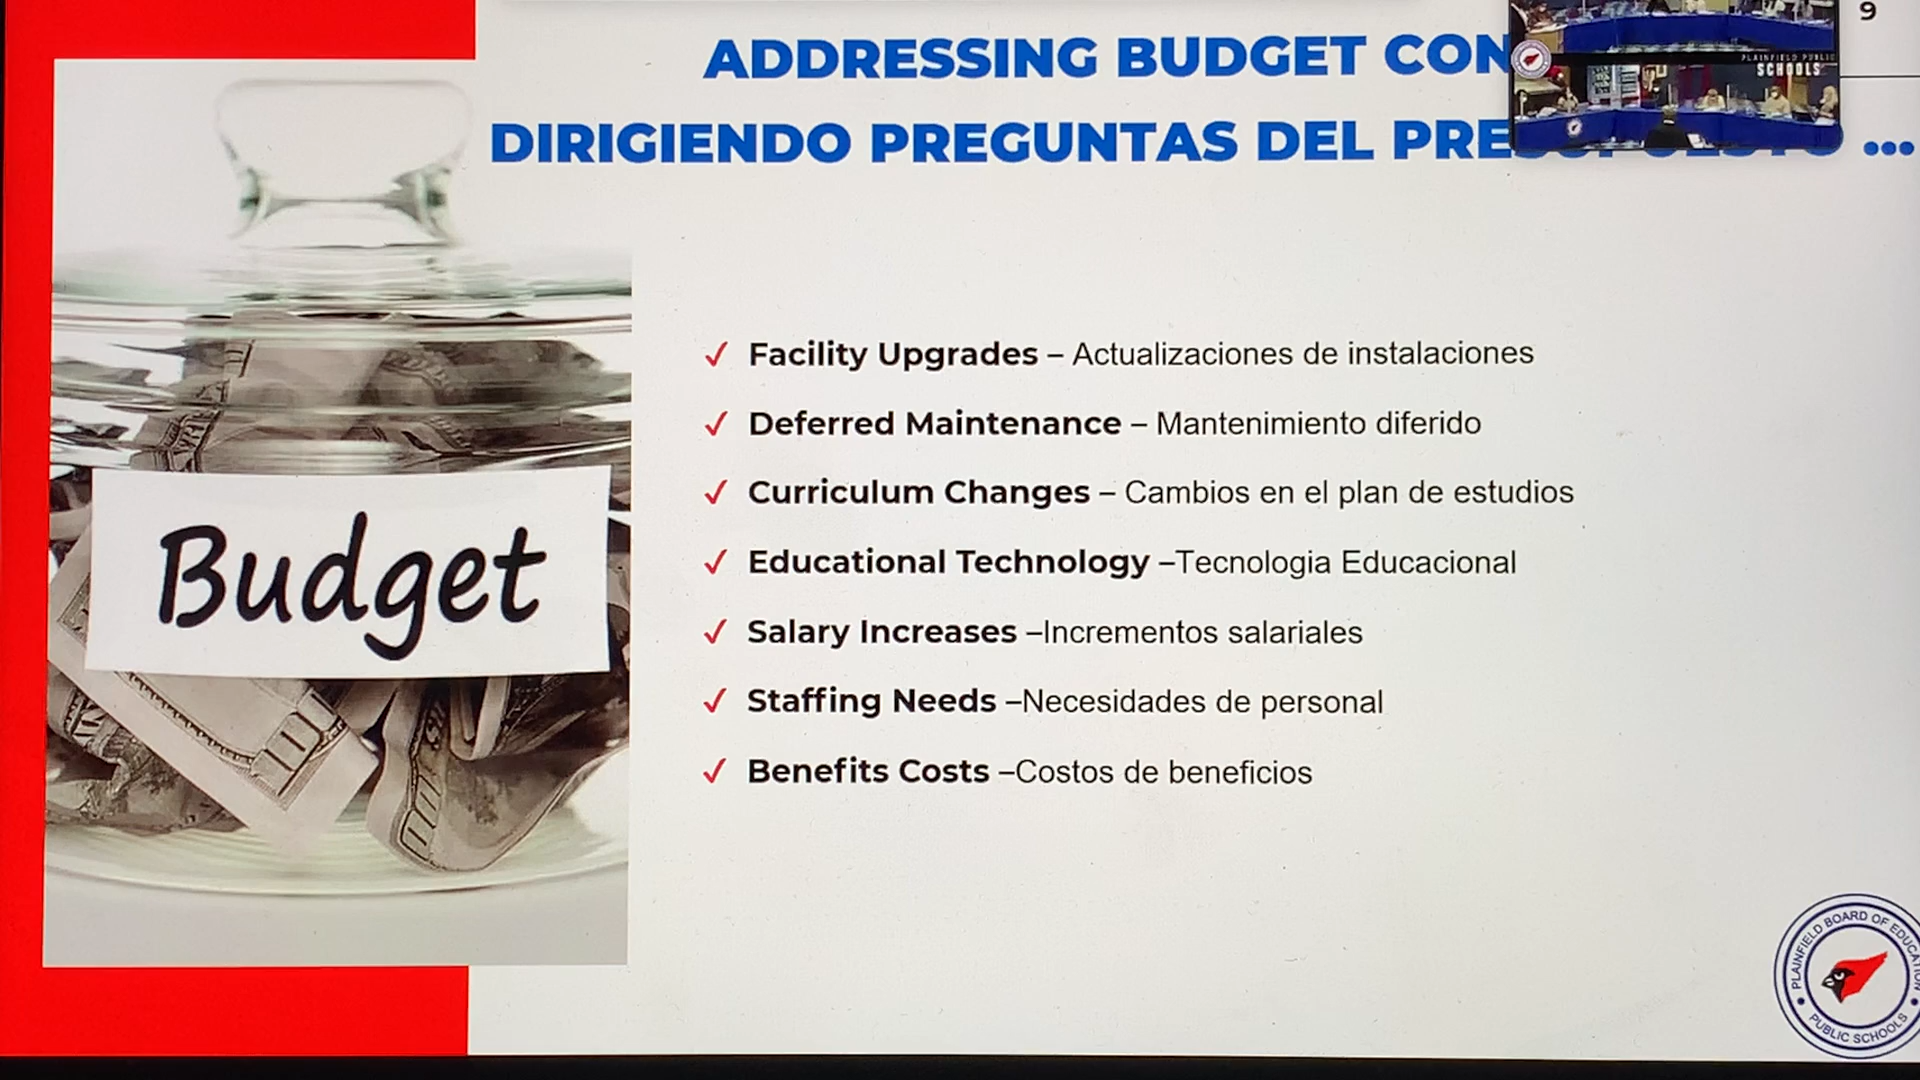 9
ADDRESSING BUDGET CON
DIRIGIENDO PREGUNTAS DEL PRESUPUESTO ...
PLAINFIELD PUBLIC
SCHOOLS
✓ Facility Upgrades – Actualizaciones de instalaciones
✓ Deferred Maintenance – Mantenimiento diferido
✓ Curriculum Changes – Cambios en el plan de estudios
✓ Educational Technology –Tecnologia Educacional
✓ Salary Increases –Incrementos salariales
✓ Staffing Needs –Necesidades de personal
✓ Benefits Costs –Costos de beneficios
Budget
PLAINFIELD BOARD OF EDUCATION
PUBLIC SCHOOLS